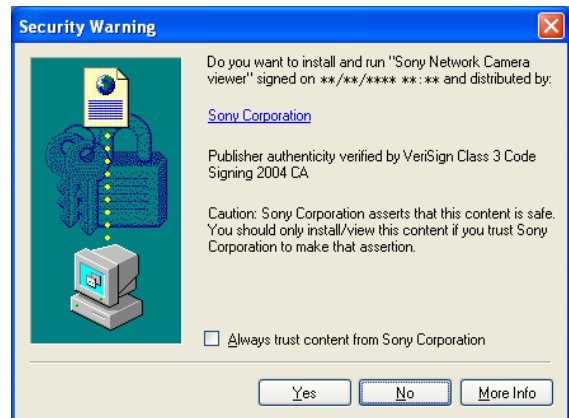 Security Warning
Do you want to install and run "Sony Network Camera
viewer" signed on **/**/**** **:** and distributed by:
Sony Corporation
Publisher authenticity verified by VeriSign Class 3 Code
Signing 2004 CA
Caution: Sony Corporation asserts that this content is safe.
You should only install/view this content if you trust Sony
Corporation to make that assertion.
Always trust content from Sony Corporation
Yes
No
More Info